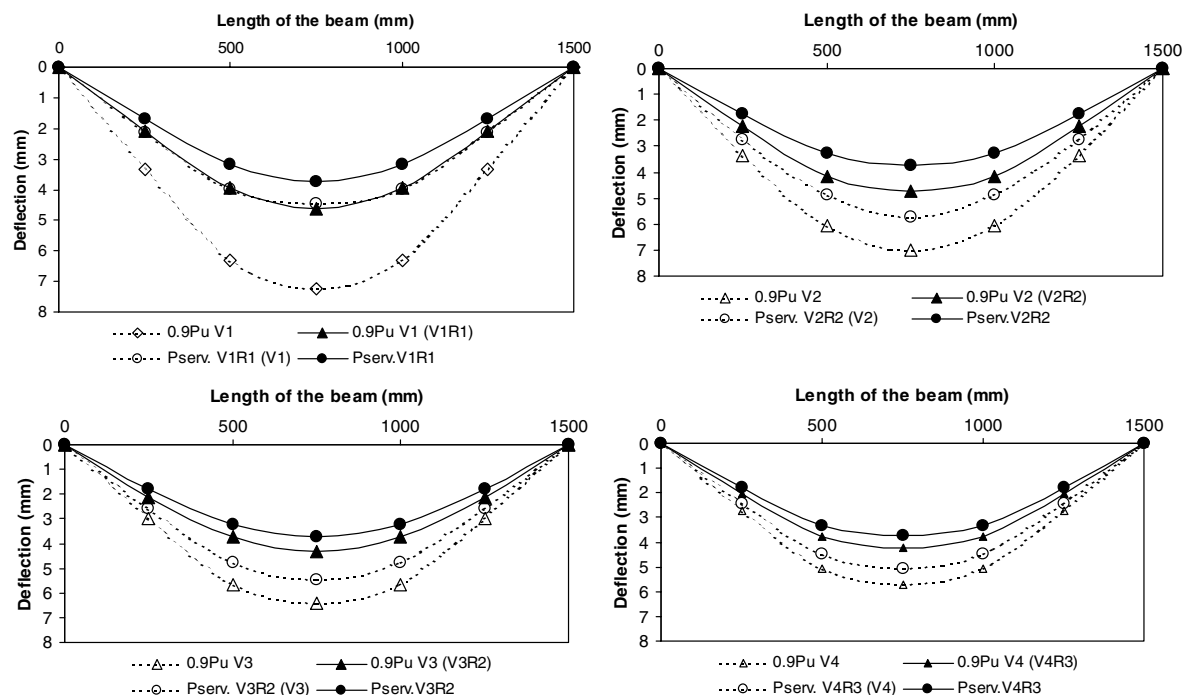 Length of the beam (mm)
0 500 1000 1500
0
1
2
3
4
5
6
7
8
Deflection (mm)
0.9Pu V1 0.9Pu V1 (V1R1)
Pserv. V1R1 (V1) Pserv.V1R1
Length of the beam (mm)
0 500 1000 1500
0
1
2
3
4
5
6
7
8
Deflection (mm)
0.9Pu V2 0.9Pu V2 (V2R2)
Pserv. V2R2 (V2) Pserv.V2R2
Length of the beam (mm)
0 500 1000 1500
0
1
2
3
4
5
6
7
8
Deflection (mm)
0.9Pu V3 0.9Pu V3 (V3R2)
Pserv. V3R2 (V3) Pserv.V3R2
Length of the beam (mm)
0 500 1000 1500
0
1
2
3
4
5
6
7
8
Deflection (mm)
0.9Pu V4 0.9Pu V4 (V4R3)
Pserv. V4R3 (V4) Pserv.V4R3